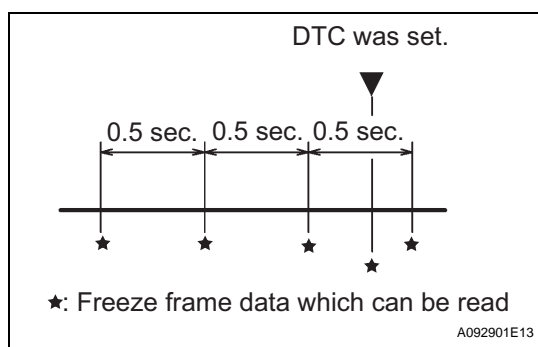 DTC was set.
0.5 sec. 0.5 sec. 0.5 sec.
★: Freeze frame data which can be read
A092901E13